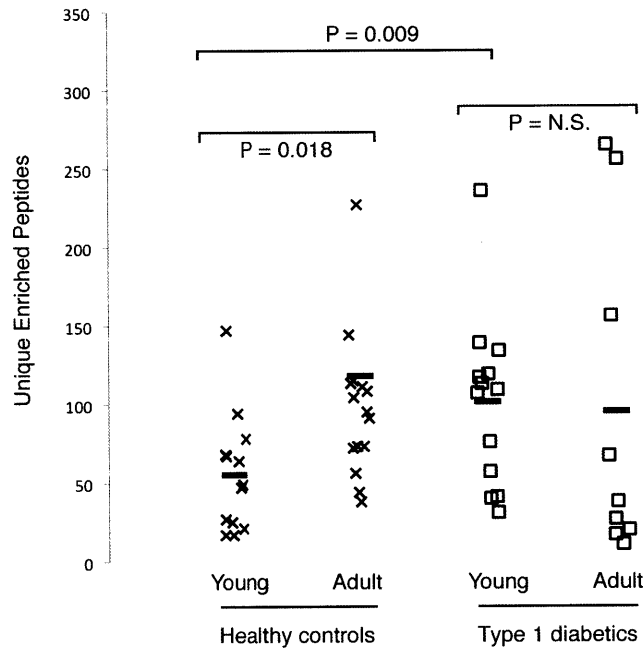 350
300
250
200
150
100
50
0
Unique Enriched Peptides
P = 0.009
P = 0.018
P = N.S.
Young Adult Young Adult
Healthy controls Type 1 diabetics